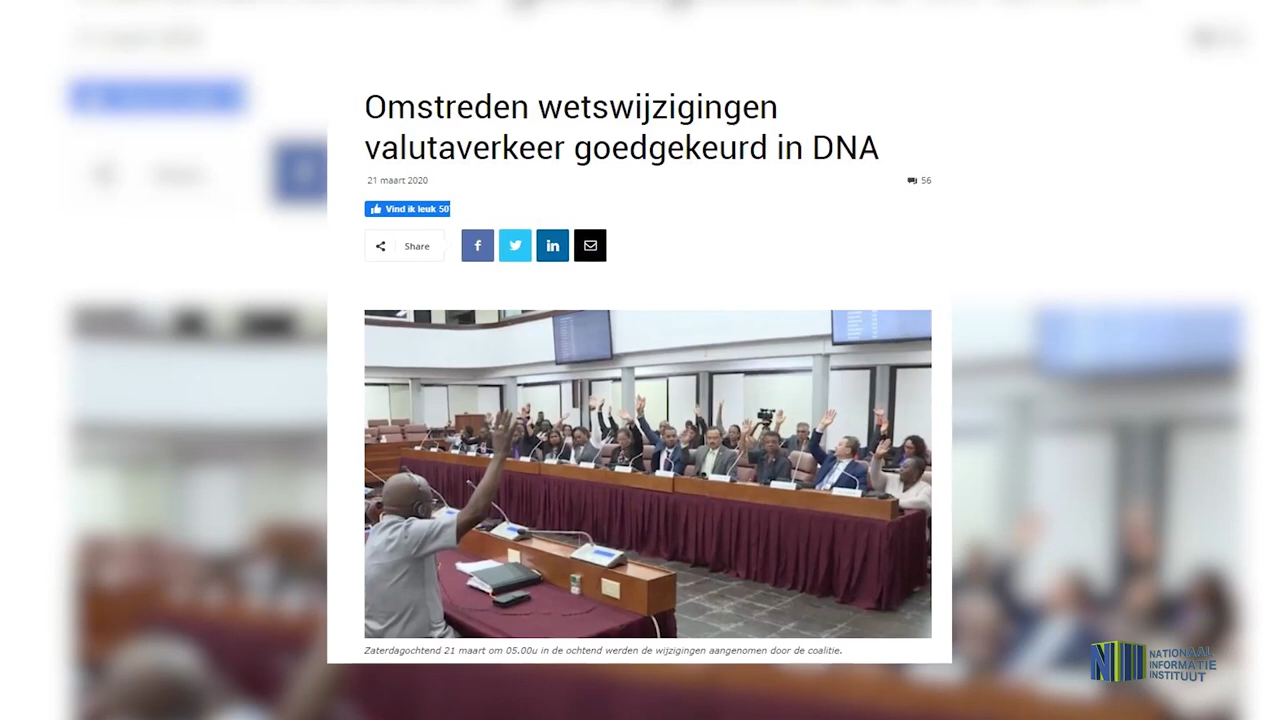 Omstreden wetswijzigingen
valutaverkeer goedgekeurd in DNA
21 maart 2020
56
Vind ik leuk 50
Share
Zaterdagochtend 21 maart om 05.00u in de ochtend werden de wijzigingen aangenomen door de coalitie.
NATIONAAL
INFORMATIE
INSTITUUT